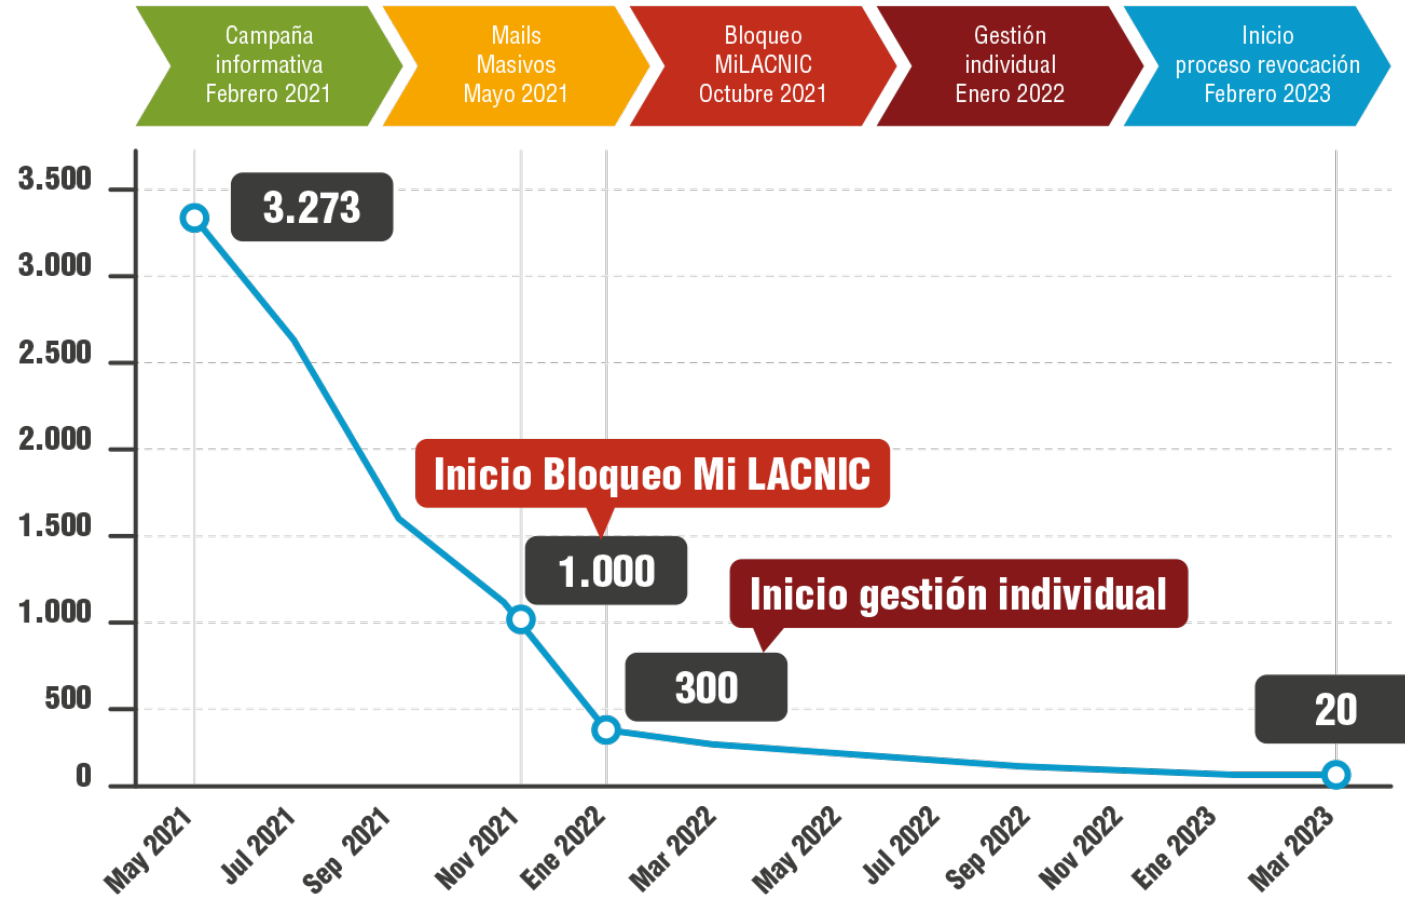 Campaña
informativa
Febrero 2021
Mails
Masivos
Mayo 2021
Bloqueo
MiLACNIC
Octubre 2021
Gestión
individual
Enero 2022
Inicio
proceso revocación
Febrero 2023
3.500
3.000
2.500
2.000
1.500
1.000
500
0
3.273
Inicio Bloqueo Mi LACNIC
1.000
Inicio gestión individual
300
20
May 2021
Jul 2021
Sep 2021
Nov 2021
Ene 2022
Mar 2022
May 2022
Jul 2022
Sep 2022
Nov 2022
Ene 2023
Mar 2023